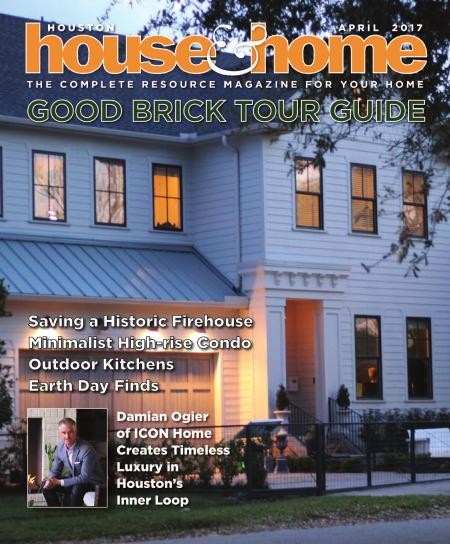 HOUSTON
APRIL 2017
house&home
THE COMPLETE RESOURCE MAGAZINE FOR YOUR HOME
GOOD BRICK TOUR GUIDE
Saving a Historic Firehouse
Minimalist High-rise Condo
Outdoor Kitchens
Earth Day Finds
Damian Ogier
of ICON Home
Creates Timeless
Luxury in
Houston's
Inner Loop